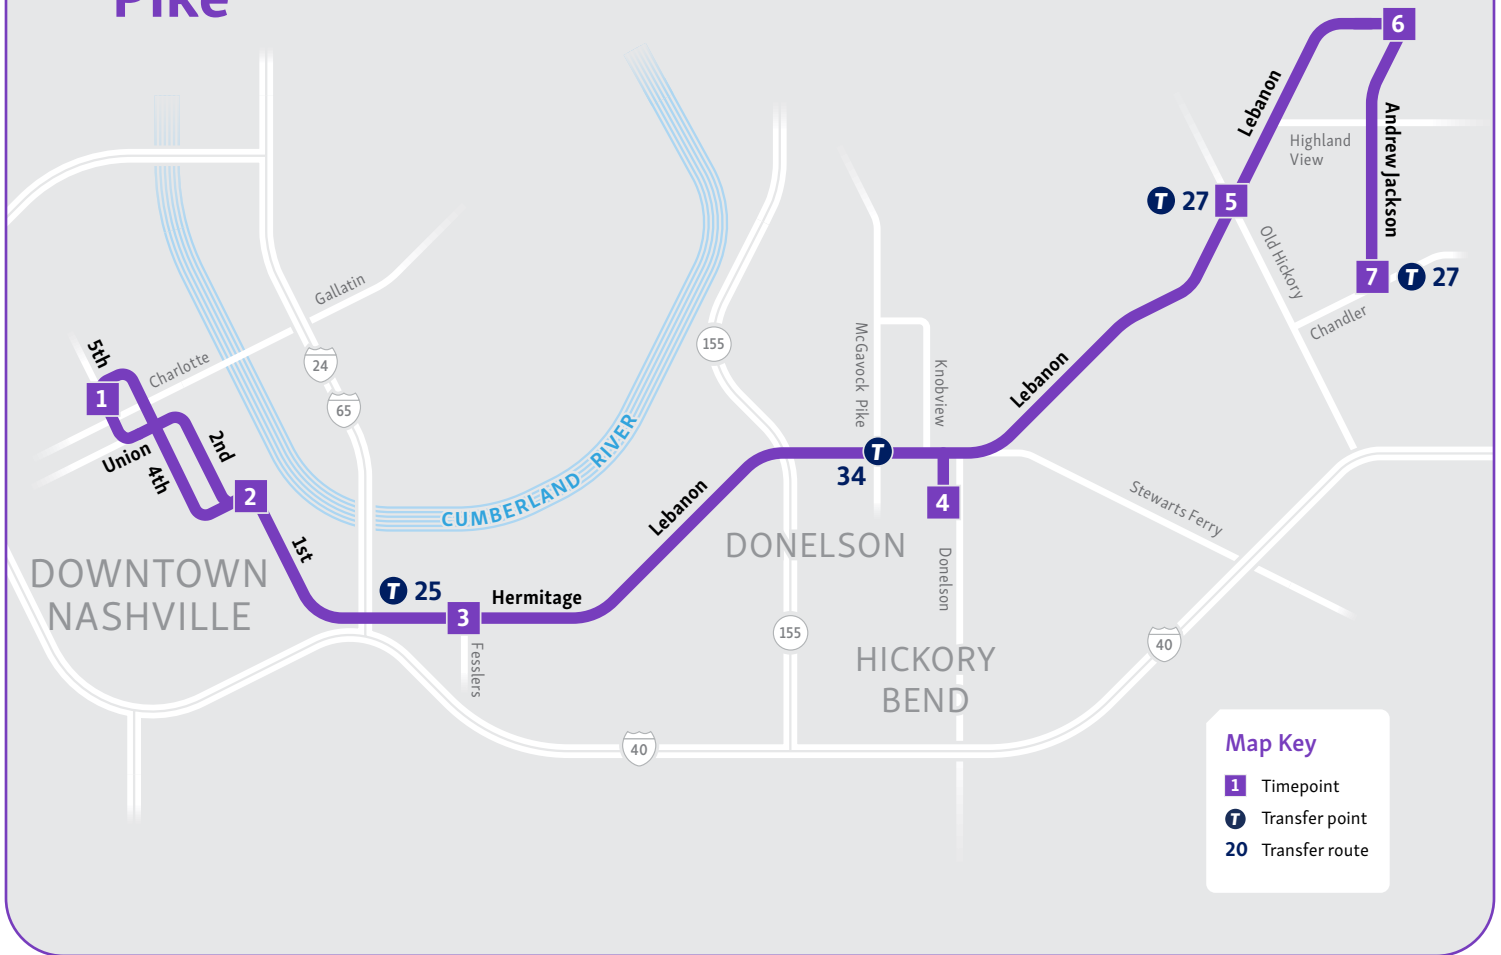 Pike
6
Lebanon
Andrew Jackson
Highland
View
T 27
5
Old Hickory
7
T 27
Chandler
Gallatin
5th
Charlotte
24
155
McGavock Pike
Knobview
1
65
Lebanon
Union
2nd
4th
CUMBERLAND RIVER
T
34
2
4
Lebanon
Stewarts Ferry
1st
DONELSON
Donelson
DOWNTOWN
NASHVILLE
T 25
3
Hermitage
Fesslers
155
40
HICKORY
BEND
40
Map Key
1 Timepoint
T Transfer point
20 Transfer route